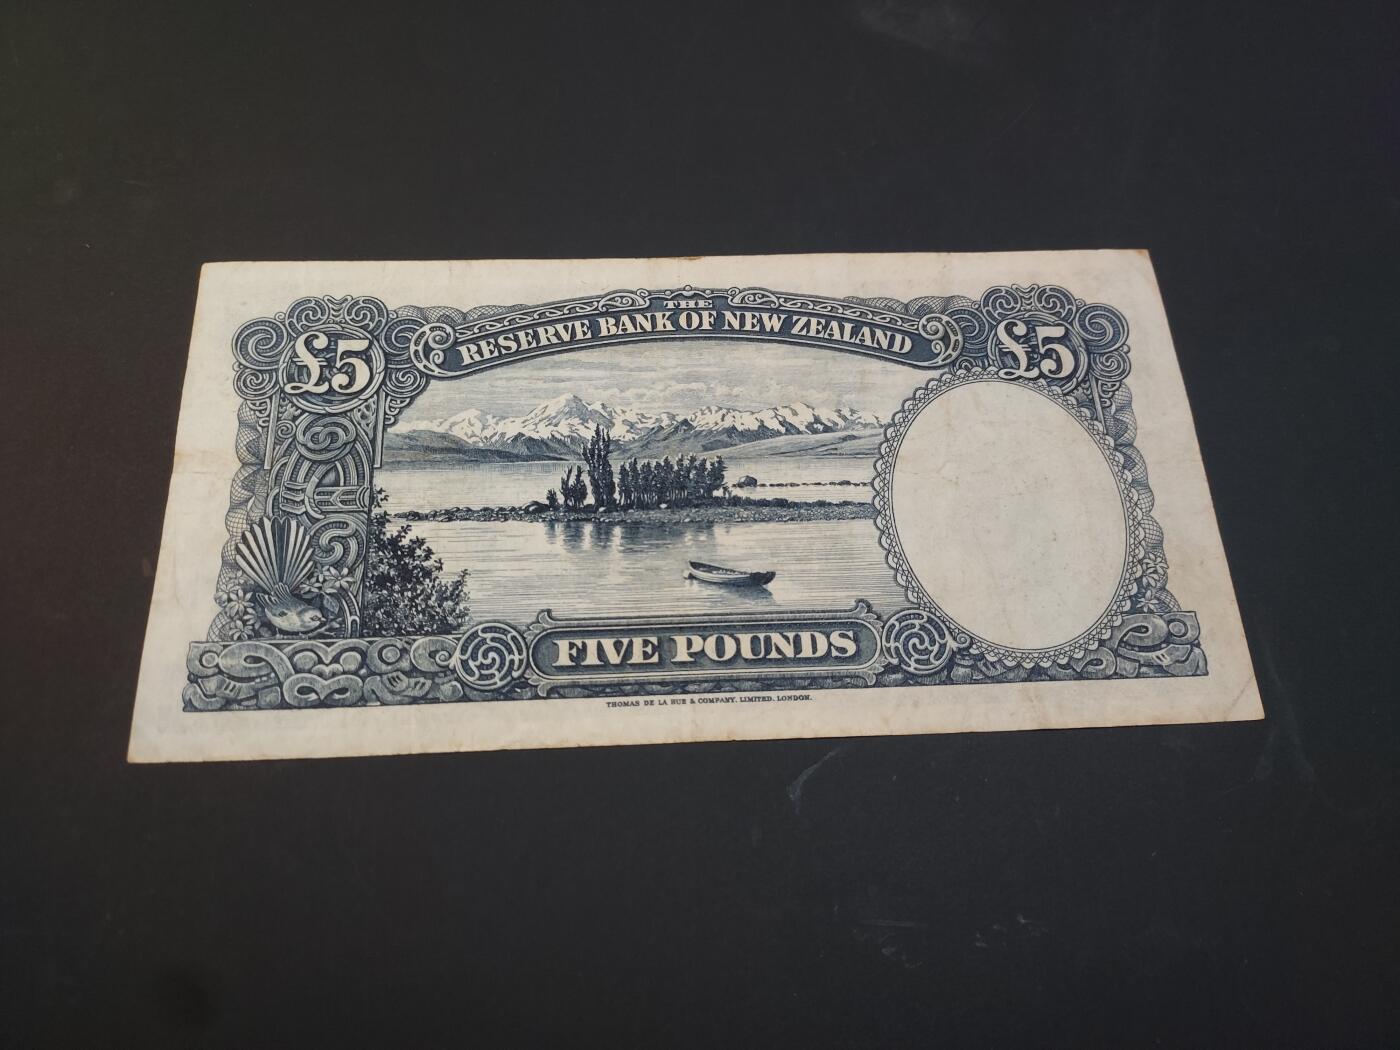 THE
RESERVE BANK OF NEW ZEALAND
£5
£5
FIVE POUNDS
THOMAS DE LA RUE & COMPANY, LIMITED, LONDON.